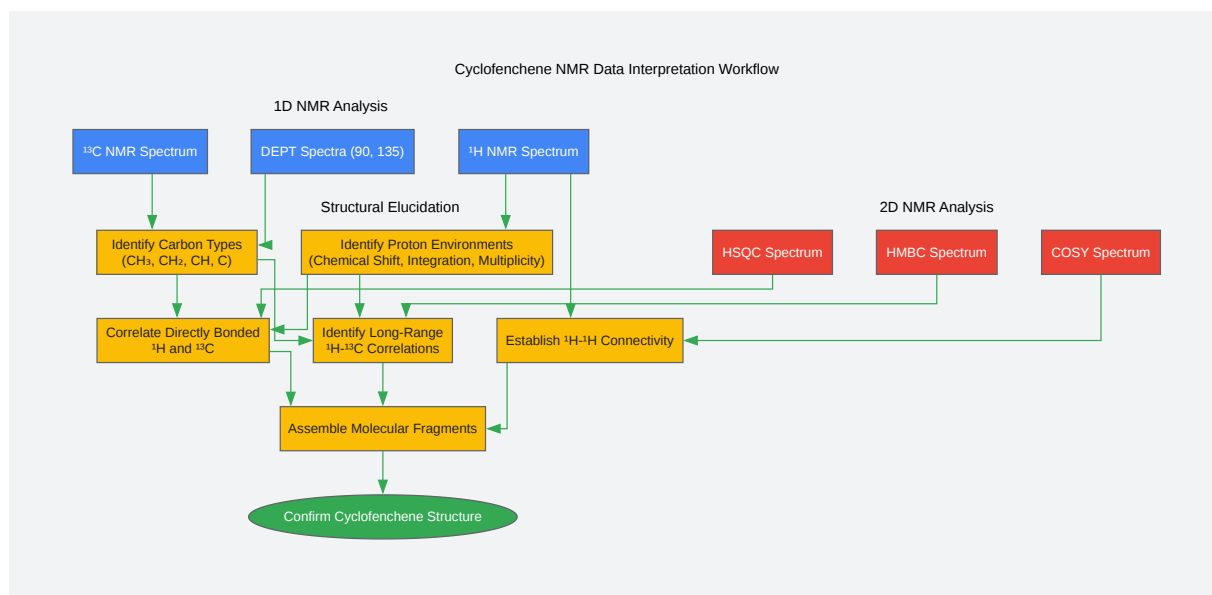 Cyclofenchene NMR Data Interpretation Workflow
1D NMR Analysis
¹³C NMR Spectrum
DEPT Spectra (90, 135)
¹H NMR Spectrum
Structural Elucidation
2D NMR Analysis
Identify Carbon Types
(CH₃, CH₂, CH, C)
Identify Proton Environments
(Chemical Shift, Integration, Multiplicity)
HSQC Spectrum
HMBC Spectrum
COSY Spectrum
Correlate Directly Bonded
¹H and ¹³C
Identify Long-Range
¹H-¹³C Correlations
Establish ¹H-¹H Connectivity
Assemble Molecular Fragments
Confirm Cyclofenchene Structure